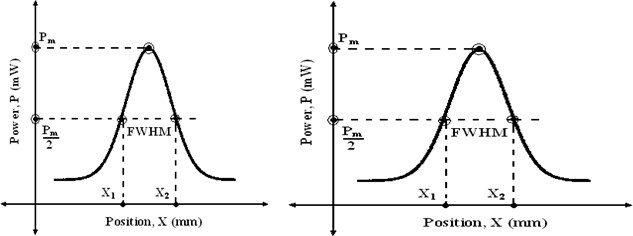 Pm
Power, P (mW)
Pm
2
FWHM
X1
X2
Position, X (mm)
Pm
Power, P (mW)
Pm
2
FWHM
X1
X2
Position, X (mm)